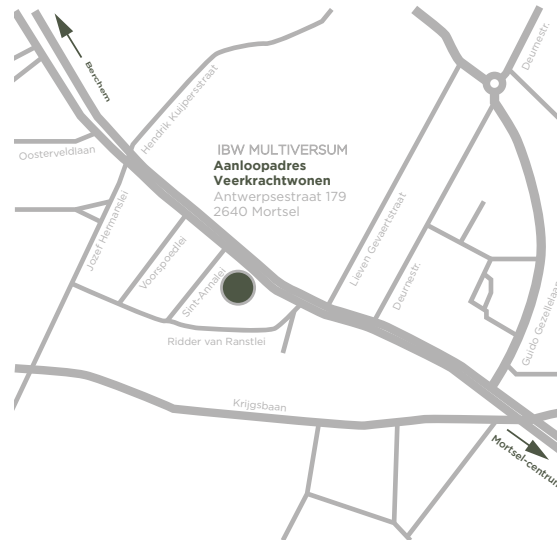 Berchem
Deurnestr.
Hendrik Kuijpersstraat
Oosterveldlaan
IBW MULTIVERSUM
Aanloopadres
Veerkrachtwonen
Antwerpsestraat 179
2640 Mortsel
Jozef Hermanslei
Voorspoedlei
Sint-Annalei
Lieven Gevaertstraat
Deurnestr.
Guido Gezellelaan
Ridder van Ranstlei
Krijgsbaan
Mortsel-centrum